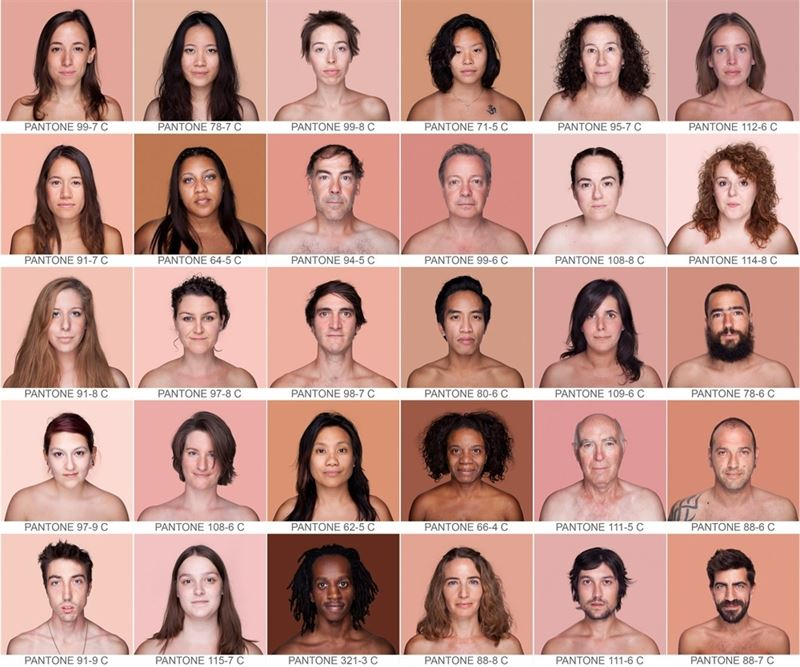 PANTONE 99-7 C
PANTONE 78-7 C
PANTONE 99-8 C
PANTONE 71-5 C
PANTONE 95-7 C
PANTONE 112-6 C
PANTONE 91-7 C
PANTONE 64-5 C
PANTONE 94-5 C
PANTONE 99-6 C
PANTONE 108-8 C
PANTONE 114-8 C
PANTONE 91-8 C
PANTONE 97-8 C
PANTONE 98-7 C
PANTONE 80-6 C
PANTONE 109-6 C
PANTONE 78-6 C
PANTONE 97-9 C
PANTONE 108-6 C
PANTONE 62-5 C
PANTONE 66-4 C
PANTONE 111-5 C
PANTONE 88-6 C
PANTONE 91-9 C
PANTONE 115-7 C
PANTONE 321-3 C
PANTONE 88-8 C
PANTONE 111-6 C
PANTONE 88-7 C